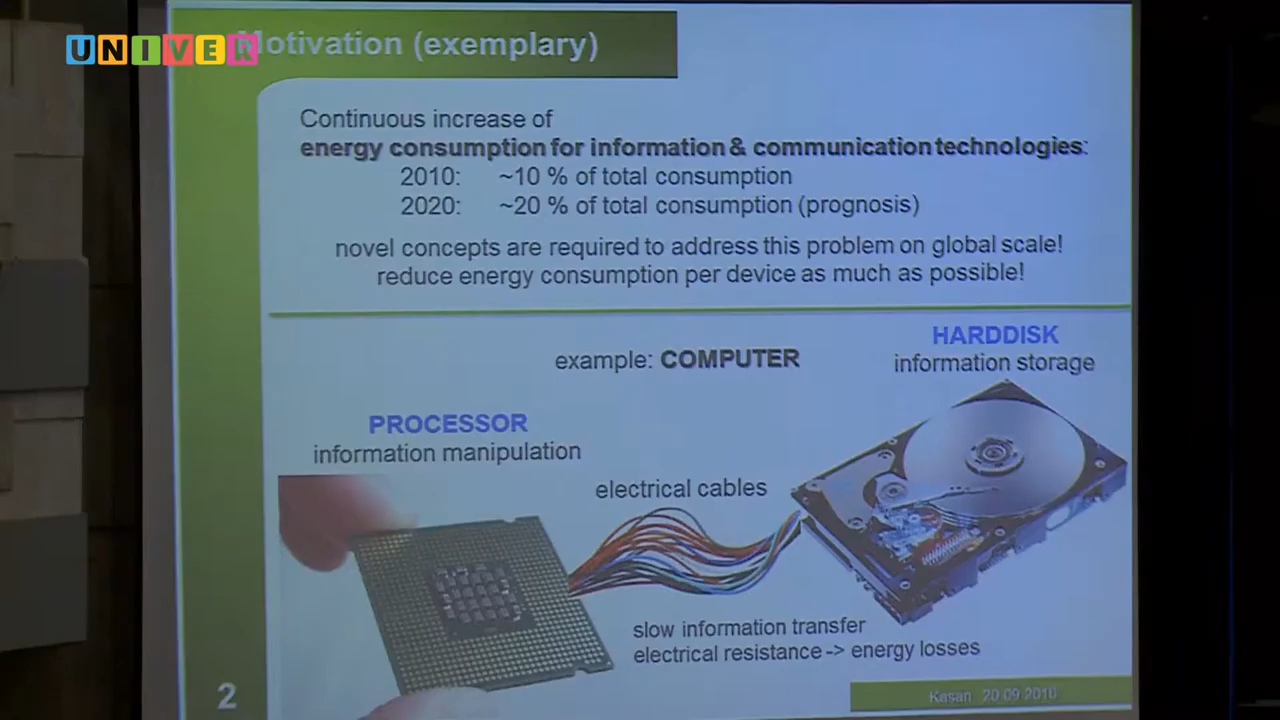 UNIVER
Motivation (exemplary)
Continuous increase of
energy consumption for information & communication technologies:
2010: ~10 % of total consumption
2020: ~20 % of total consumption (prognosis)
novel concepts are required to address this problem on global scale!
reduce energy consumption per device as much as possible!
example: COMPUTER
HARDDISK
information storage
PROCESSOR
information manipulation
electrical cables
slow information transfer
electrical resistance -> energy losses
2
Kasan 20.09.2016